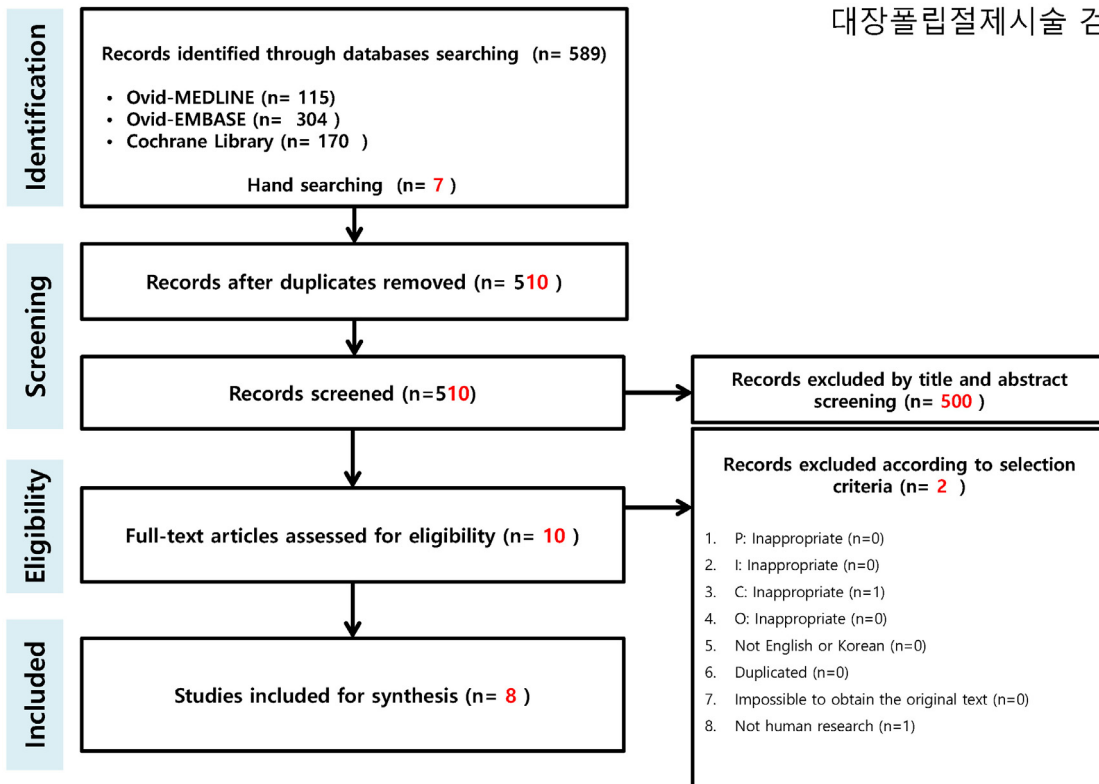 대장폴립절제시술 검
Identification
Records identified through databases searching (n= 589)
• Ovid-MEDLINE (n= 115)
• Ovid-EMBASE (n= 304)
• Cochrane Library (n= 170 )
Hand searching (n= 7 )
Screening
Records after duplicates removed (n= 510 )
Records screened (n=510)
Records excluded by title and abstract
screening (n= 500 )
Eligibility
Full-text articles assessed for eligibility (n= 10 )
Records excluded according to selection
criteria (n= 2 )
1. P: Inappropriate (n=0)
2. I: Inappropriate (n=0)
3. C: Inappropriate (n=1)
4. O: Inappropriate (n=0)
5. Not English or Korean (n=0)
6. Duplicated (n=0)
7. Impossible to obtain the original text (n=0)
8. Not human research (n=1)
Included
Studies included for synthesis (n= 8 )